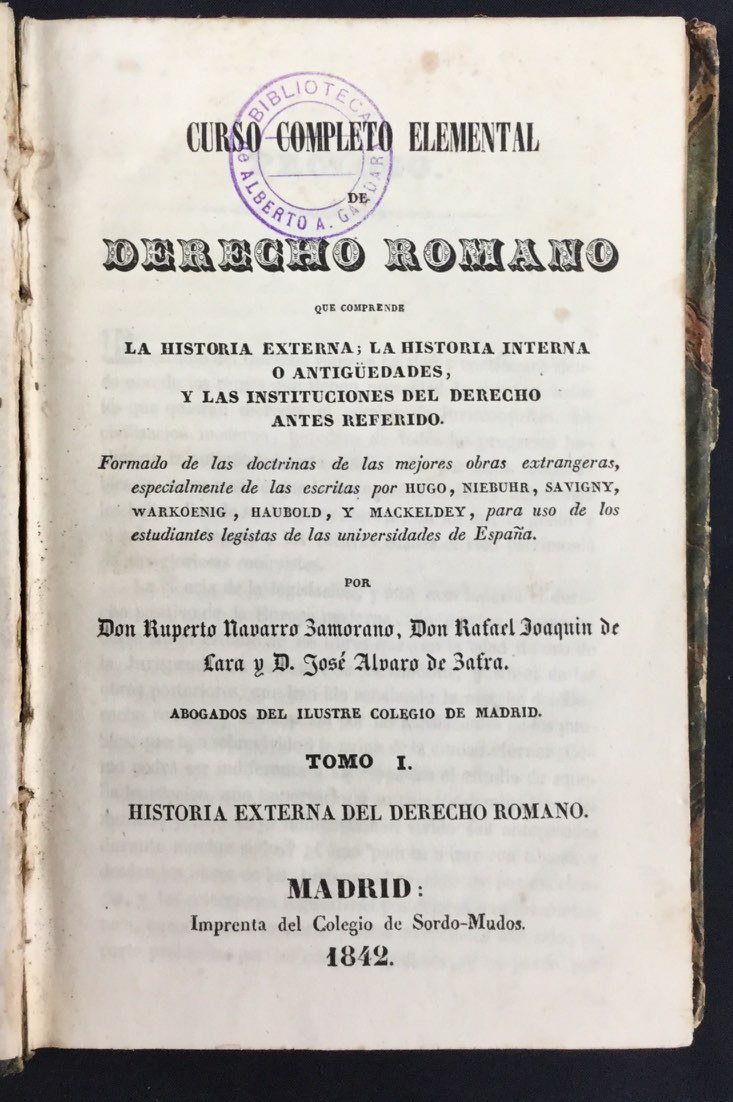 BIBLIOTECA
de ALBERTO A.
CURSO COMPLETO ELEMENTAL
DE
DERECHO ROMANO
QUE COMPRENDE
LA HISTORIA EXTERNA; LA HISTORIA INTERNA
O ANTIGÜEDADES,
Y LAS INSTITUCIONES DEL DERECHO
ANTES REFERIDO.
Formado de las doctrinas de las mejores obras extrangeras,
especialmente de las escritas por HUGO, NIEBUHR, SAVIGNY,
WARKOENIG, HAUBOLD, Y MACKELDEY, para uso de los
estudiantes legistas de las universidades de España.
POR
Don Ruperto Navarro Zamorano, Don Rafael Joaquin de
Lara y D. José Alvaro de Zafra.
ABOGADOS DEL ILUSTRE COLEGIO DE MADRID.
TOMO I.
HISTORIA EXTERNA DEL DERECHO ROMANO.
MADRID:
Imprenta del Colegio de Sordo-Mudos.
1842.